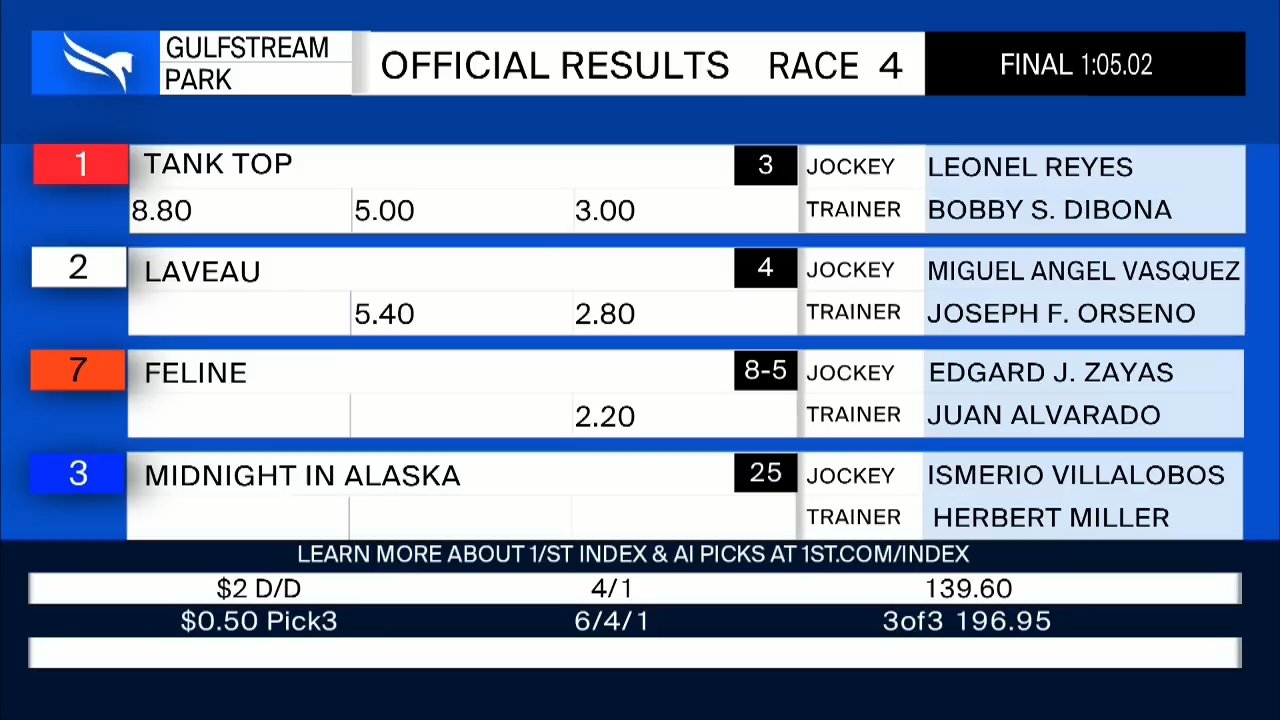 GULFSTREAM PARK OFFICIAL RESULTS RACE 4 FINAL 1:05.02
1 TANK TOP 3 JOCKEY LEONEL REYES
8.80 5.00 3.00 TRAINER BOBBY S. DIBONA
2 LAVEAU 4 JOCKEY MIGUEL ANGEL VASQUEZ
5.40 2.80 TRAINER JOSEPH F. ORSENO
7 FELINE 8-5 JOCKEY EDGARD J. ZAYAS
2.20 TRAINER JUAN ALVARADO
3 MIDNIGHT IN ALASKA 25 JOCKEY ISMERIO VILLALOBOS
TRAINER HERBERT MILLER
LEARN MORE ABOUT 1/ST INDEX & AI PICKS AT 1ST.COM/INDEX
$2 D/D 4/1 139.60
$0.50 Pick3 6/4/1 3of3 196.95